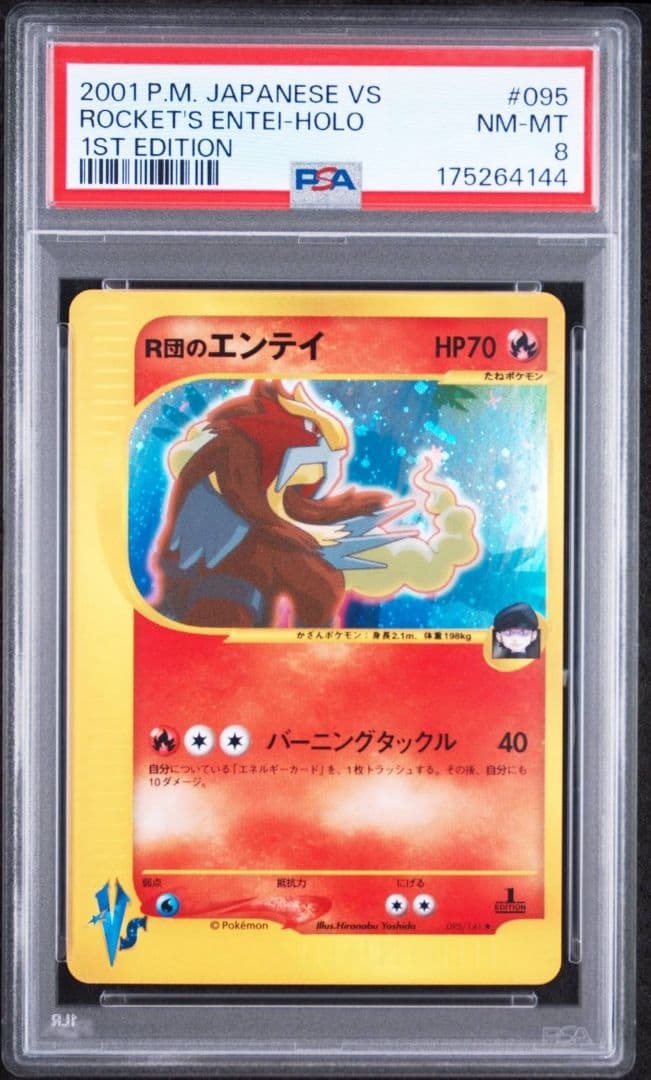 2001 P.M. JAPANESE VS #095
ROCKET'S ENTEI-HOLO NM-MT
1ST EDITION 8
PSA 175264144
R団のエンテイ HP70
たねポケモン
かざんポケモン：身長2.1m、体重198kg
バーニングタックル 40
自分についている「エネルギーカード」を、1枚トラッシュする。その後、自分にも
10ダメージ。
弱点 抵抗力 にげる
1
EDITION
VS
©Pokémon Illus.Hironobu Yoshida 095/141★
PSA